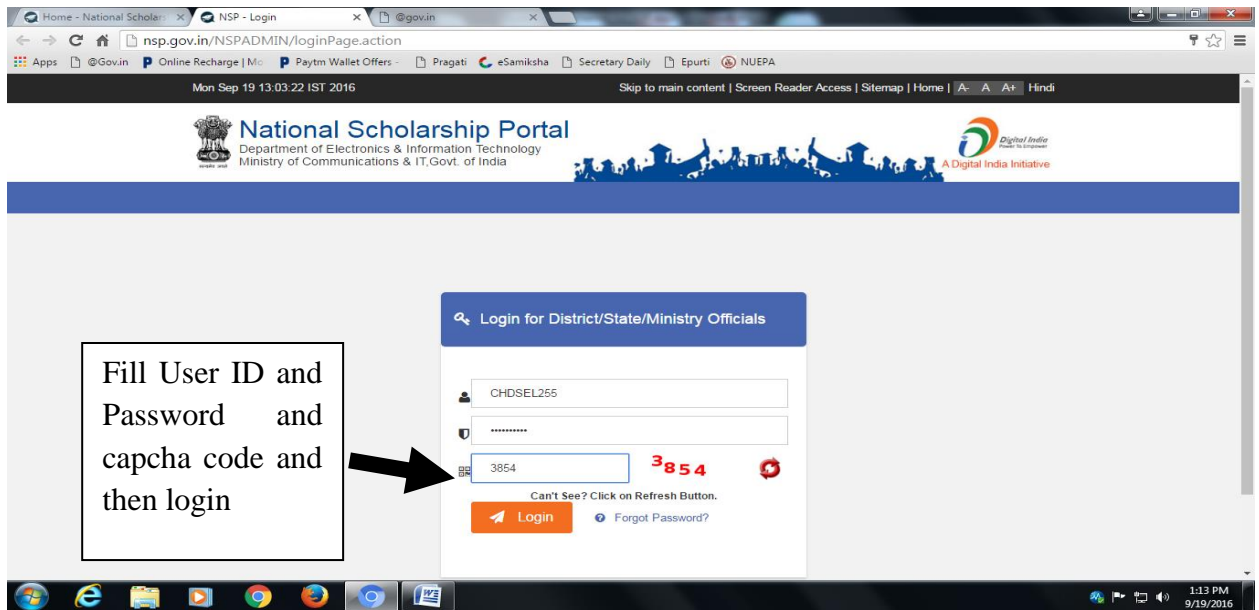 Home - National Scholar
NSP - Login
@gov.in
nsp.gov.in/NSPADMIN/loginPage.action
Apps @Gov.in Online Recharge | Mo Paytm Wallet Offers - Pragati eSamiksha Secretary Daily Epurti NUEPA
Mon Sep 19 13:03:22 IST 2016
Skip to main content | Screen Reader Access | Sitemap | Home | A- A A+ Hindi
National Scholarship Portal
Department of Electronics & Information Technology
Ministry of Communications & IT,Govt. of India
Digital India
Power To Empower
A Digital India Initiative
Login for District/State/Ministry Officials
Fill User ID and
Password and
capcha code and
then login
CHDSEL255
••••••••••
3854
3854
Can't See? Click on Refresh Button.
Login
Forgot Password?
1:13 PM
9/19/2016